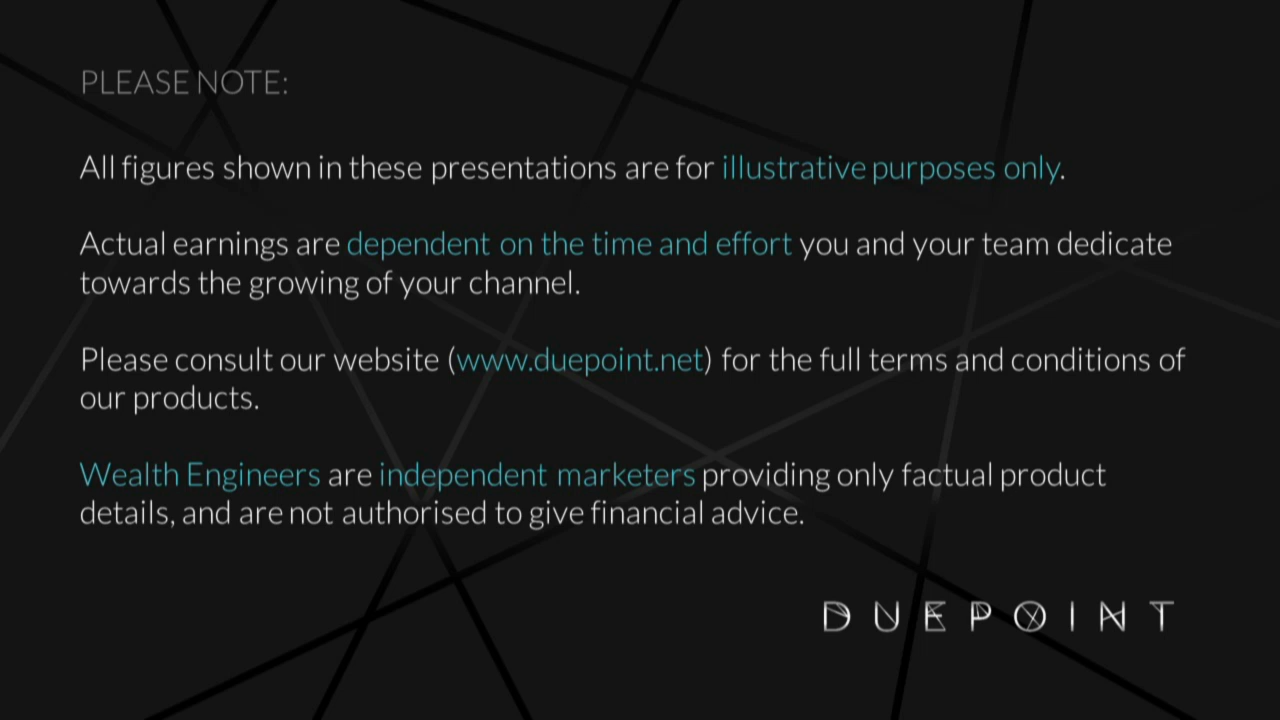 PLEASE NOTE:
All figures shown in these presentations are for illustrative purposes only.
Actual earnings are dependent on the time and effort you and your team dedicate
towards the growing of your channel.
Please consult our website (www.duepoint.net) for the full terms and conditions of
our products.
Wealth Engineers are independent marketers providing only factual product
details, and are not authorised to give financial advice.
DUEPOINT